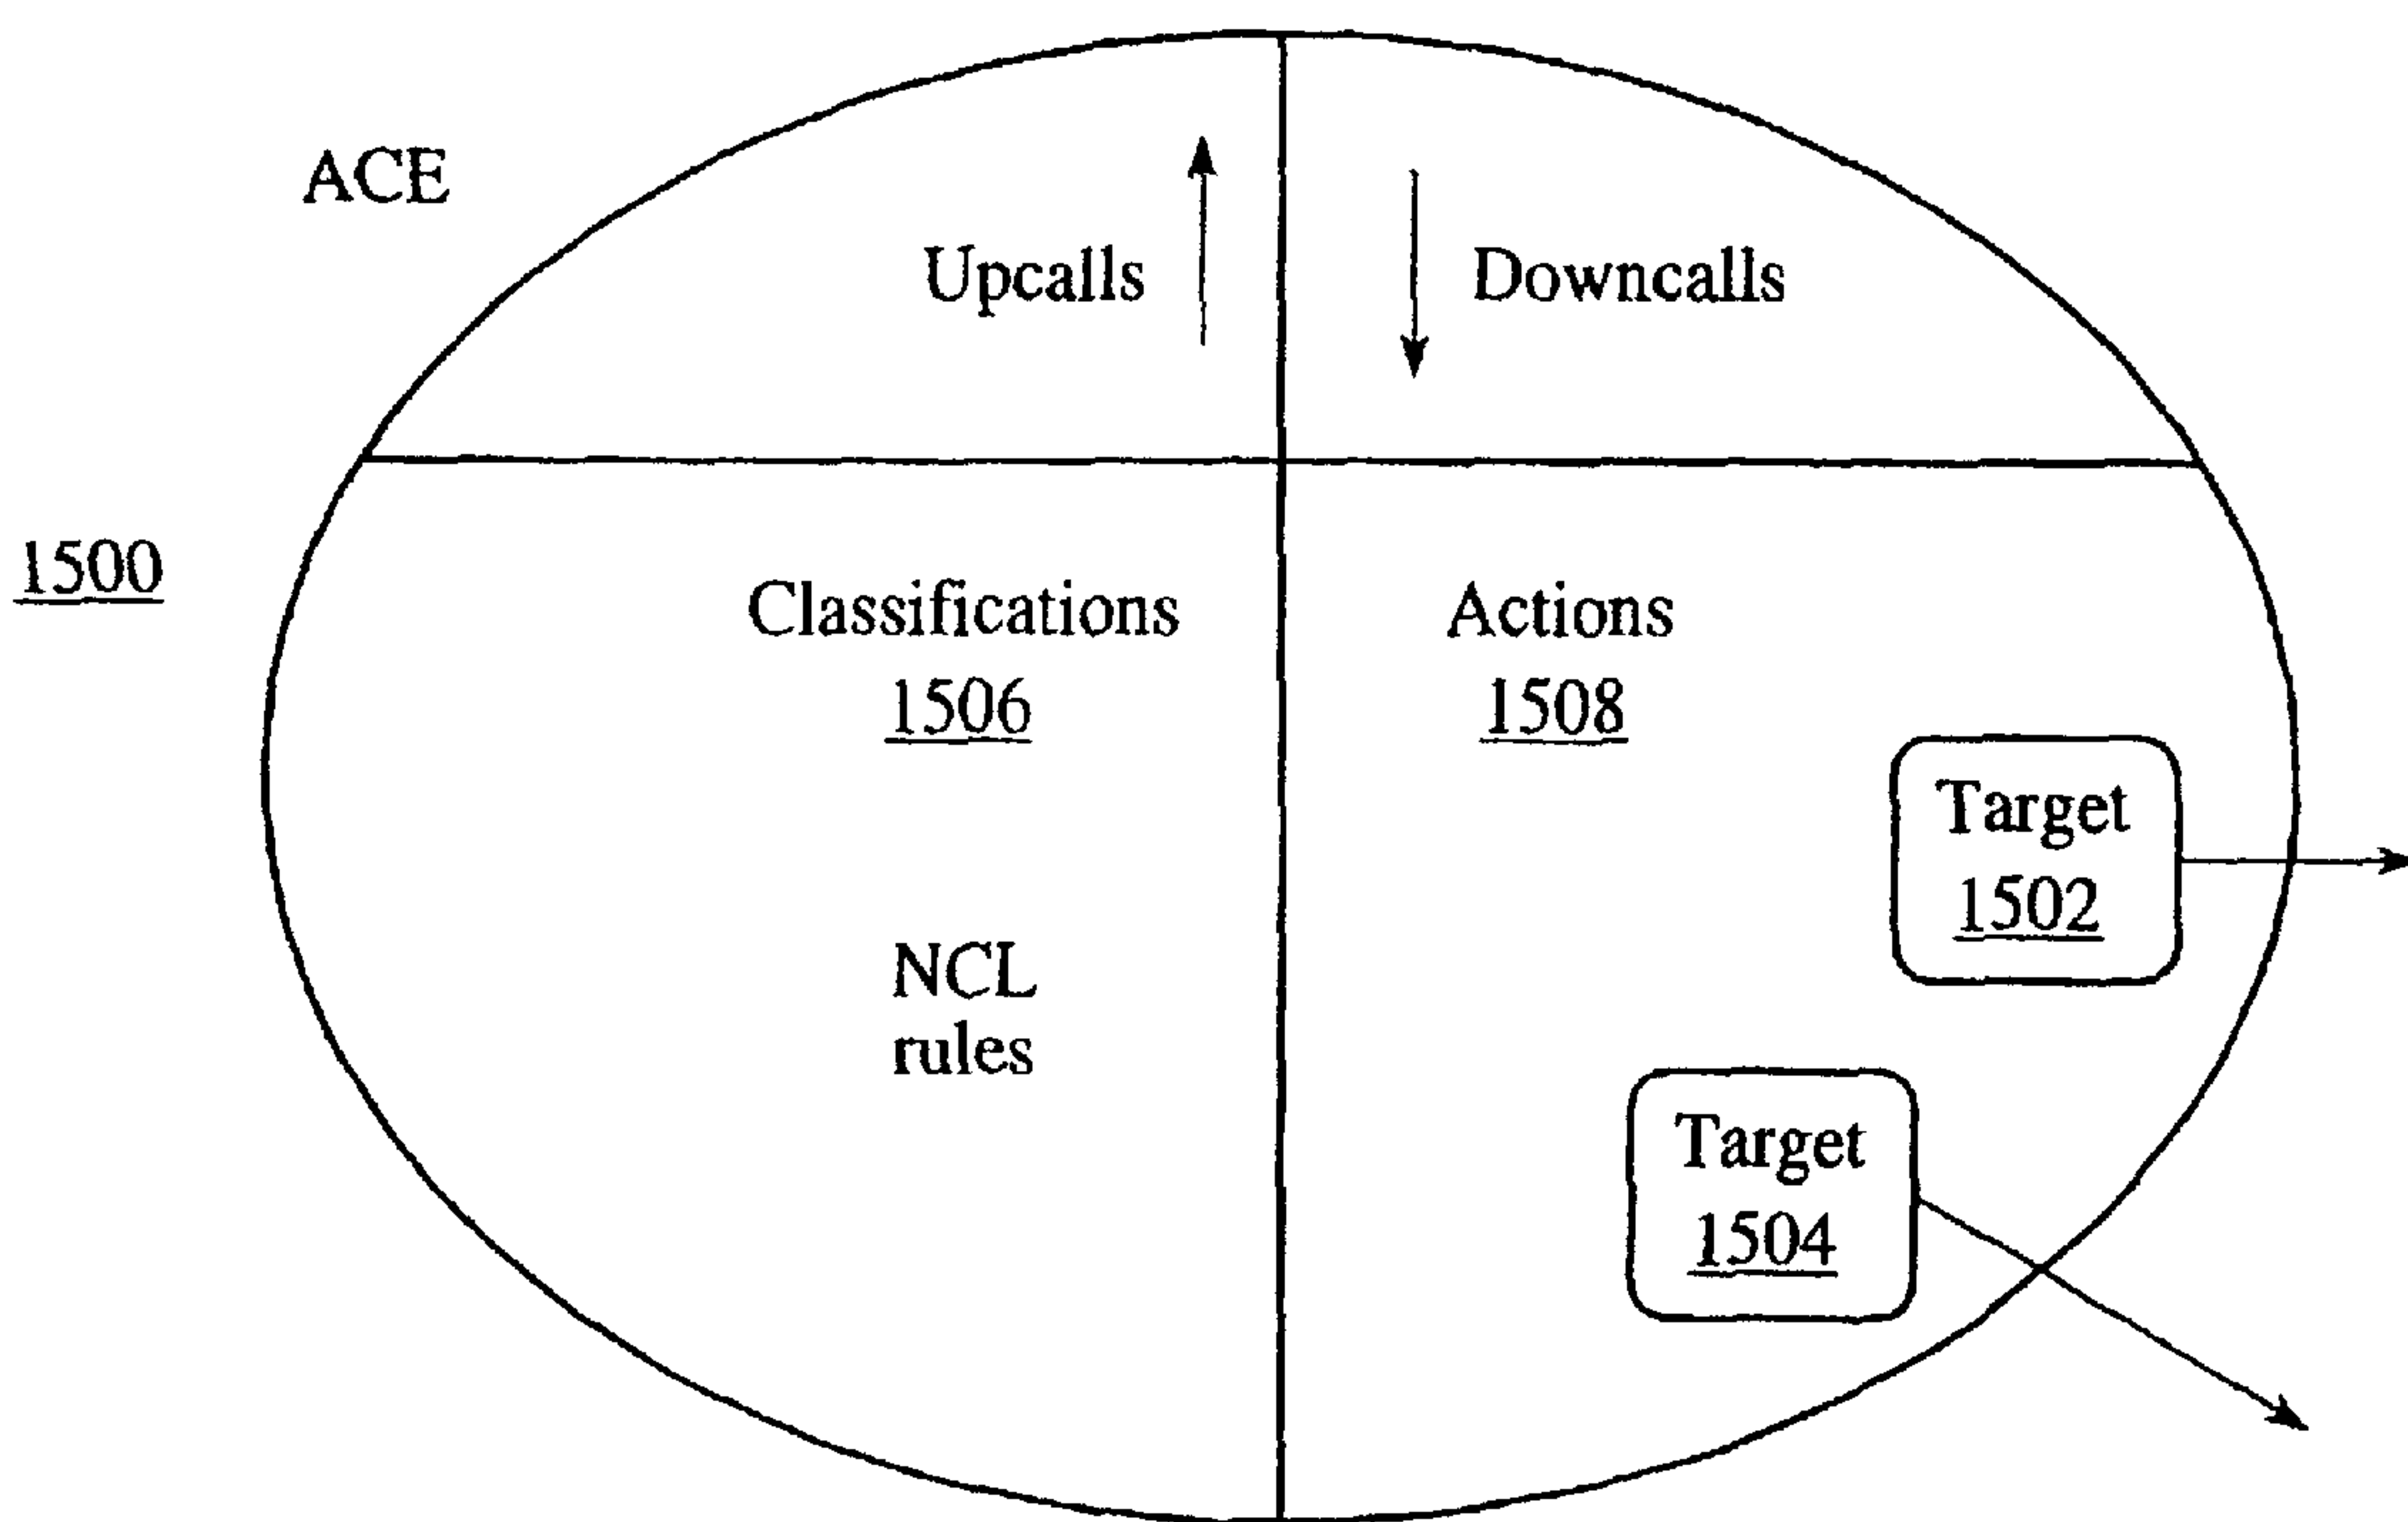 ACE
Upcalls
Downcalls
1500
Classifications
1506
Actions
1508
Target
1502
NCL
rules
Target
1504